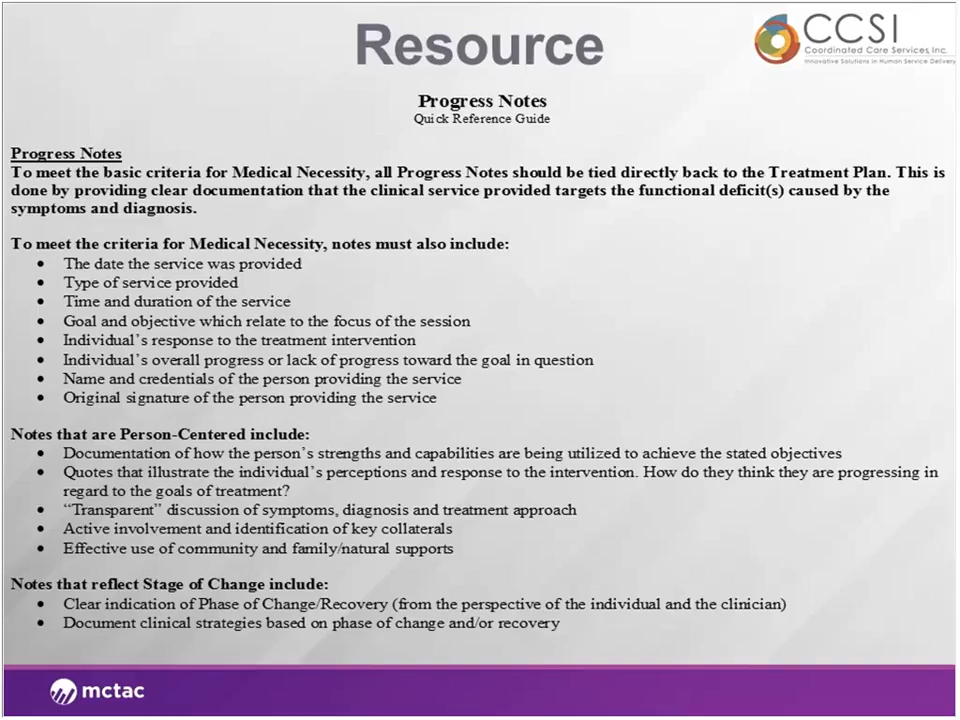 Resource
CCSI
Coordinated Care Services, Inc.
Innovative Solutions in Human Service Delivery
Progress Notes
Quick Reference Guide
Progress Notes
To meet the basic criteria for Medical Necessity, all Progress Notes should be tied directly back to the Treatment Plan. This is
done by providing clear documentation that the clinical service provided targets the functional deficit(s) caused by the
symptoms and diagnosis.
To meet the criteria for Medical Necessity, notes must also include:
• The date the service was provided
• Type of service provided
• Time and duration of the service
• Goal and objective which relate to the focus of the session
• Individual’s response to the treatment intervention
• Individual’s overall progress or lack of progress toward the goal in question
• Name and credentials of the person providing the service
• Original signature of the person providing the service
Notes that are Person-Centered include:
• Documentation of how the person’s strengths and capabilities are being utilized to achieve the stated objectives
• Quotes that illustrate the individual’s perceptions and response to the intervention. How do they think they are progressing in
regard to the goals of treatment?
• “Transparent” discussion of symptoms, diagnosis and treatment approach
• Active involvement and identification of key collaterals
• Effective use of community and family/natural supports
Notes that reflect Stage of Change include:
• Clear indication of Phase of Change/Recovery (from the perspective of the individual and the clinician)
• Document clinical strategies based on phase of change and/or recovery
mctac